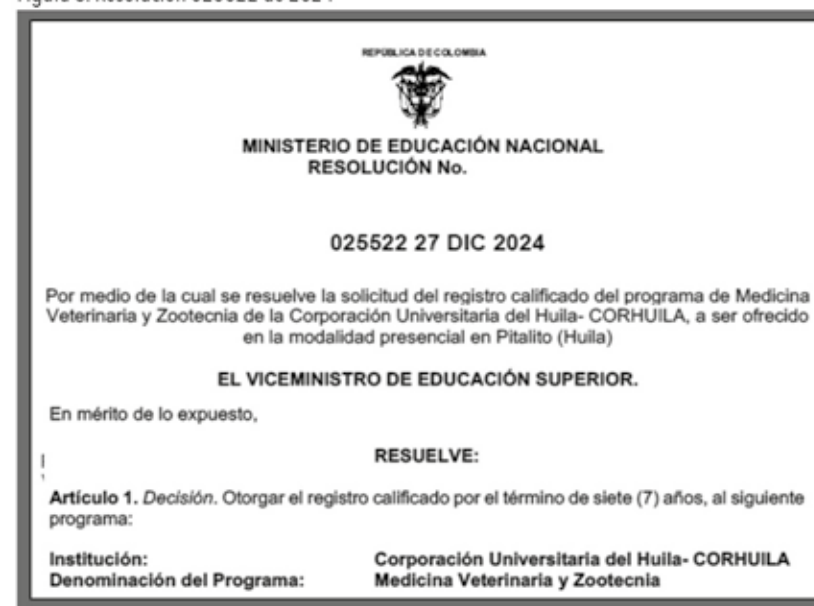 REPÚBLICA DE COLOMBIA
MINISTERIO DE EDUCACIÓN NACIONAL
RESOLUCIÓN No.
025522 27 DIC 2024
Por medio de la cual se resuelve la solicitud del registro calificado del programa de Medicina
Veterinaria y Zootecnia de la Corporación Universitaria del Huila- CORHUILA, a ser ofrecido
en la modalidad presencial en Pitalito (Huila)
EL VICEMINISTRO DE EDUCACIÓN SUPERIOR.
En mérito de lo expuesto,
RESUELVE:
Artículo 1. Decisión. Otorgar el registro calificado por el término de siete (7) años, al siguiente
programa:
Institución: Corporación Universitaria del Huila- CORHUILA
Denominación del Programa: Medicina Veterinaria y Zootecnia